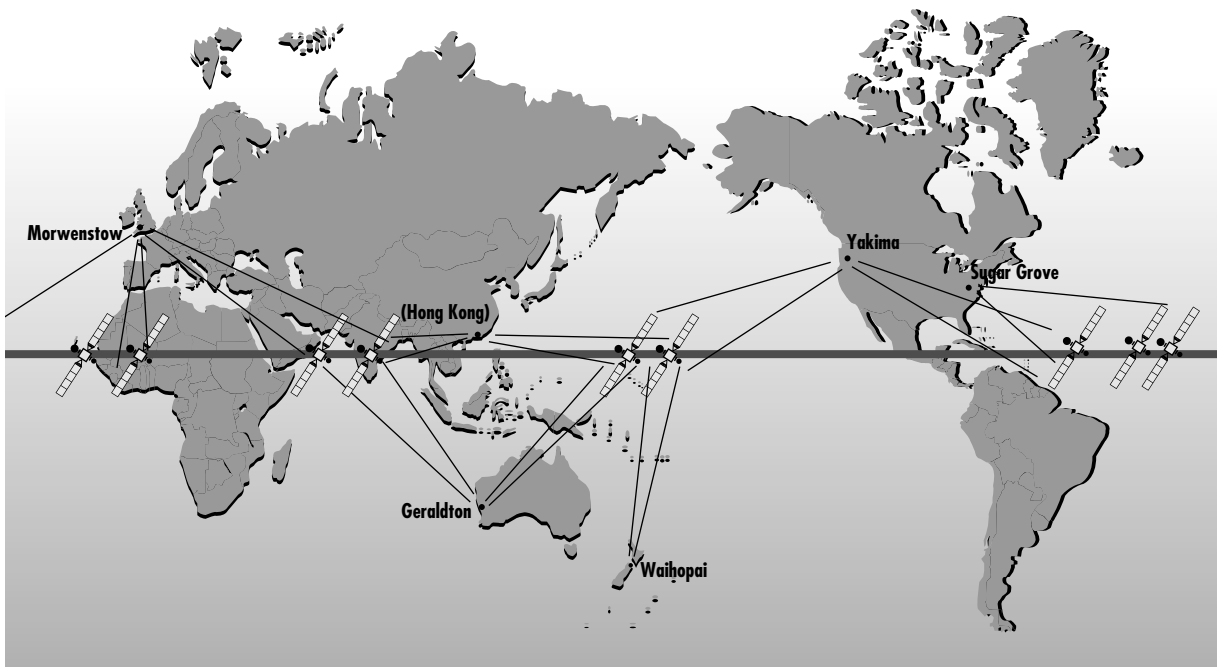 Morwenstow
Yakima
Sugar Grove
(Hong Kong)
Geraldton
Waihopai